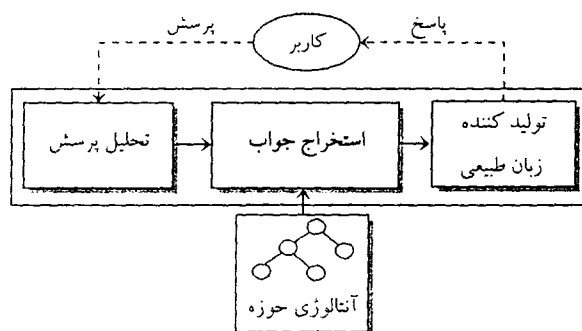 پرسش
کاربر
پاسخ
تحلیل پرسش
استخراج جواب
تولید کننده
زبان طبیعی
آنتالوژی حوزه